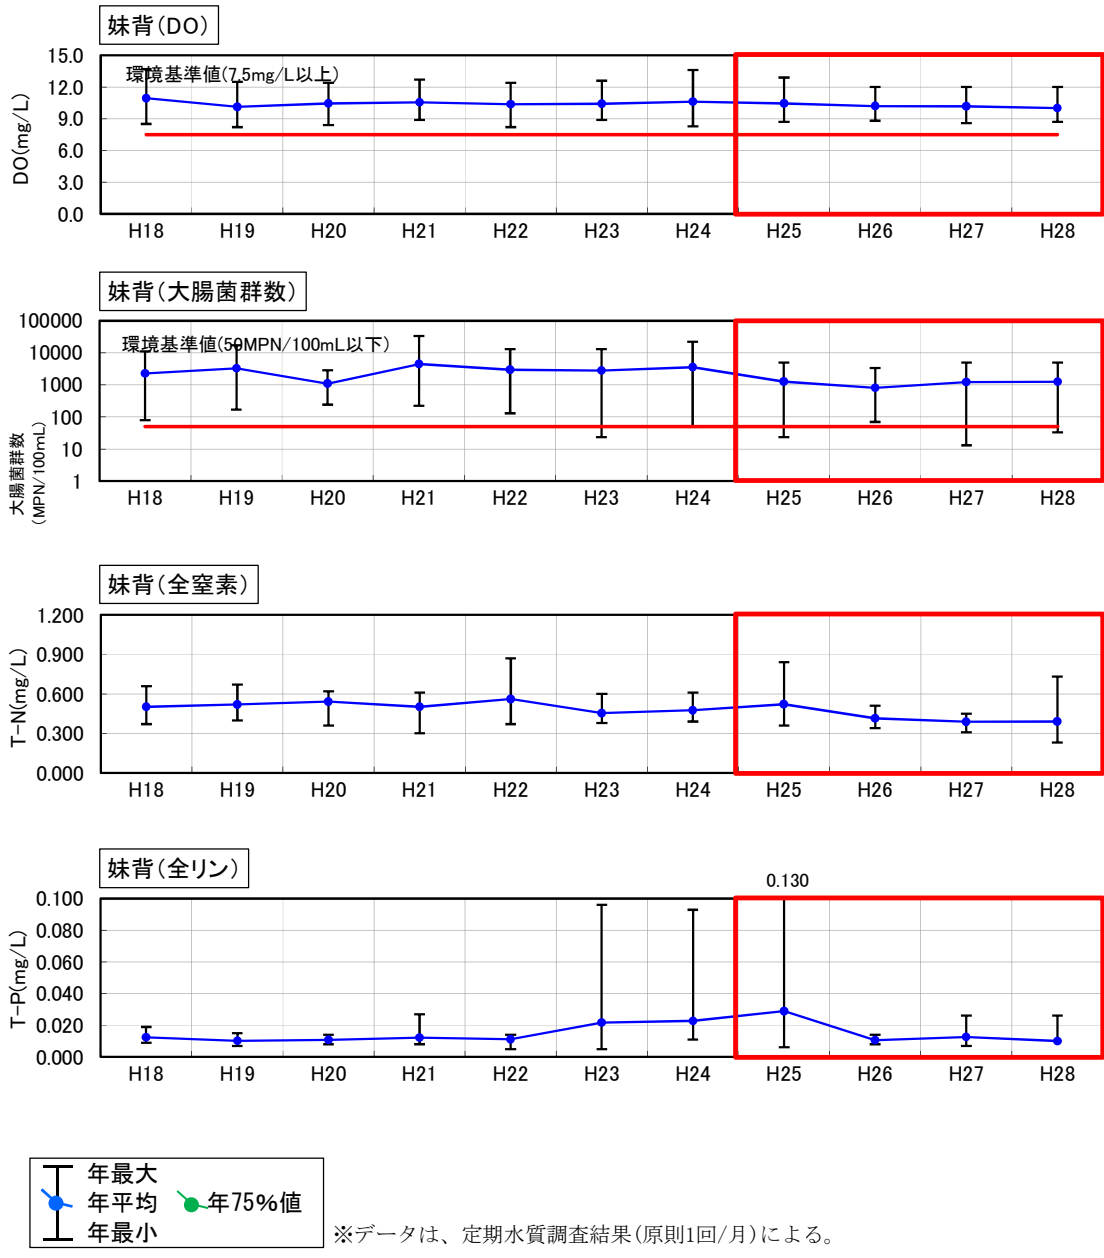 妹背(DO)
DO(mg/L)
15.0
12.0
9.0
6.0
3.0
0.0
環境基準値(7.5mg/L以上)
H18 H19 H20 H21 H22 H23 H24 H25 H26 H27 H28
妹背(大腸菌群数)
大腸菌群数
(MPN/100mL)
100000
10000
1000
100
10
1
環境基準値(50MPN/100mL以下)
H18 H19 H20 H21 H22 H23 H24 H25 H26 H27 H28
妹背(全窒素)
T-N(mg/L)
1.200
0.900
0.600
0.300
0.000
H18 H19 H20 H21 H22 H23 H24 H25 H26 H27 H28
妹背(全リン)
0.130
T-P(mg/L)
0.100
0.080
0.060
0.040
0.020
0.000
H18 H19 H20 H21 H22 H23 H24 H25 H26 H27 H28
年最大
年平均 年75%値
年最小
※データは、定期水質調査結果(原則1回/月)による。